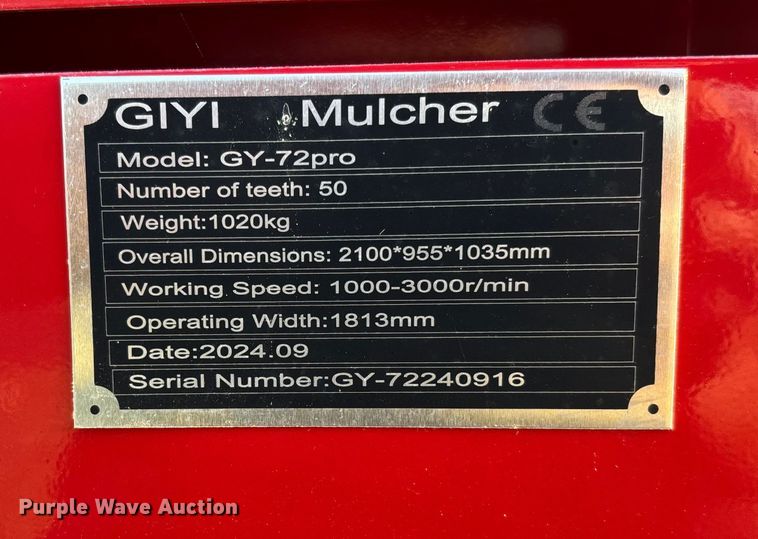 GIYI Mulcher CE
Model: GY-72pro
Number of teeth: 50
Weight:1020kg
Overall Dimensions: 2100*955*1035mm
Working Speed: 1000-3000r/min
Operating Width:1813mm
Date:2024.09
Serial Number:GY-72240916
Purple Wave Auction